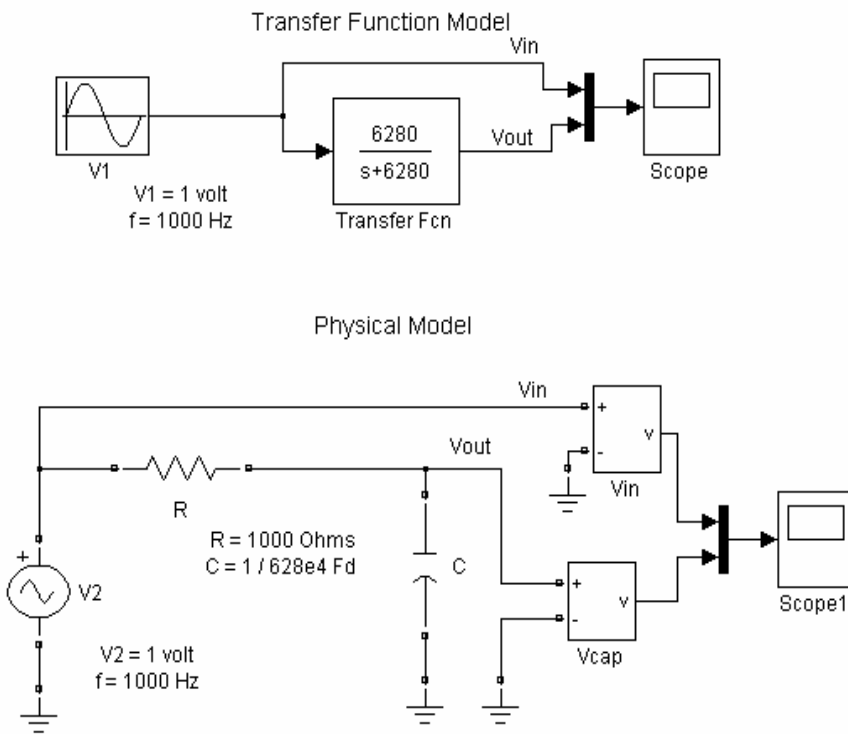 Transfer Function Model
Vin
6280
s+6280
Vout
V1
Scope
V1 = 1 volt
f = 1000 Hz
Transfer Fcn
Physical Model
Vin
+
v
-
Vout
Vin
R
R = 1000 Ohms
C = 1 / 628e4 Fd
C
+
V2
+
v
-
Scope1
Vcap
V2 = 1 volt
f = 1000 Hz